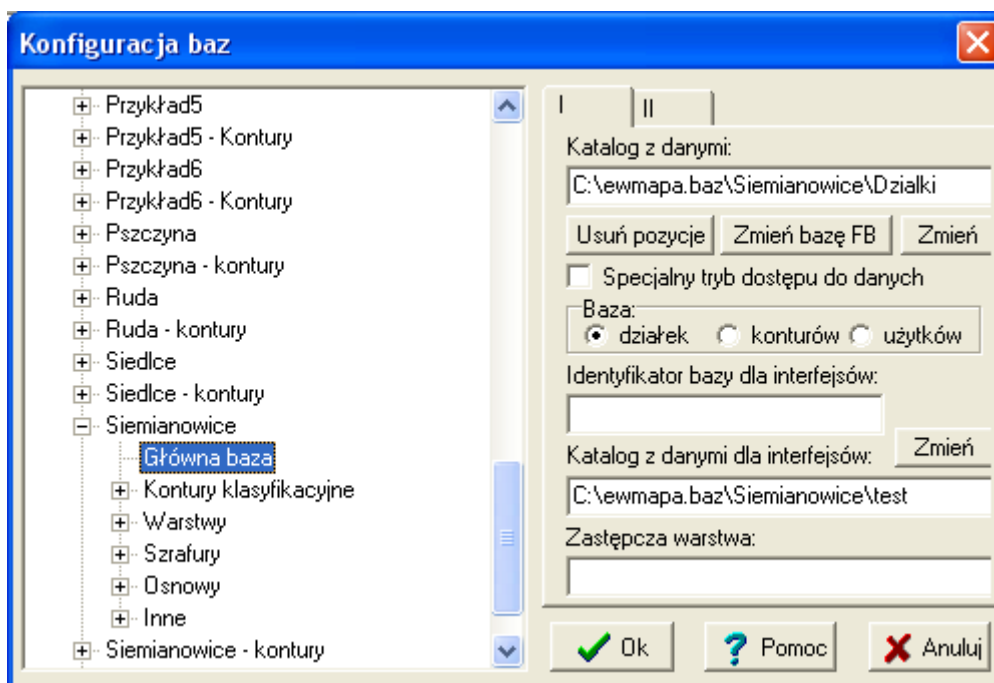 Konfiguracja baz
Przykład5
Przykład5 - Kontury
Przykład6
Przykład6 - Kontury
Pszczyna
Pszczyna - kontury
Ruda
Ruda - kontury
Siedlce
Siedlce - kontury
Siemianowice
Główna baza
Kontury klasyfikacyjne
Warstwy
Szrafury
Osnowy
Inne
Siemianowice - kontury
I II
Katalog z danymi:
C:\ewmapa.baz\Siemianowice\Dzialki
Usuń pozycje Zmień bazę FB Zmień
Specjalny tryb dostępu do danych
Baza:
działek konturów użytków
Identyfikator bazy dla interfejsów:
Zmień
Katalog z danymi dla interfejsów:
C:\ewmapa.baz\Siemianowice\test
Zastępcza warstwa:
Ok Pomoc Anuluj